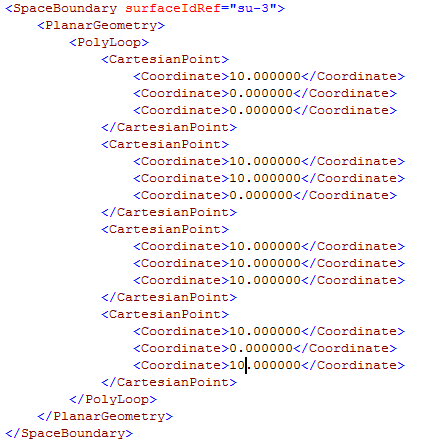 <SpaceBoundary surfaceIdRef="su-3">
<PlanarGeometry>
<PolyLoop>
<CartesianPoint>
<Coordinate>10.000000</Coordinate>
<Coordinate>0.000000</Coordinate>
<Coordinate>0.000000</Coordinate>
</CartesianPoint>
<CartesianPoint>
<Coordinate>10.000000</Coordinate>
<Coordinate>10.000000</Coordinate>
<Coordinate>0.000000</Coordinate>
</CartesianPoint>
<CartesianPoint>
<Coordinate>10.000000</Coordinate>
<Coordinate>10.000000</Coordinate>
<Coordinate>10.000000</Coordinate>
</CartesianPoint>
<CartesianPoint>
<Coordinate>10.000000</Coordinate>
<Coordinate>0.000000</Coordinate>
<Coordinate>10.000000</Coordinate>
</CartesianPoint>
</PolyLoop>
</PlanarGeometry>
</SpaceBoundary>